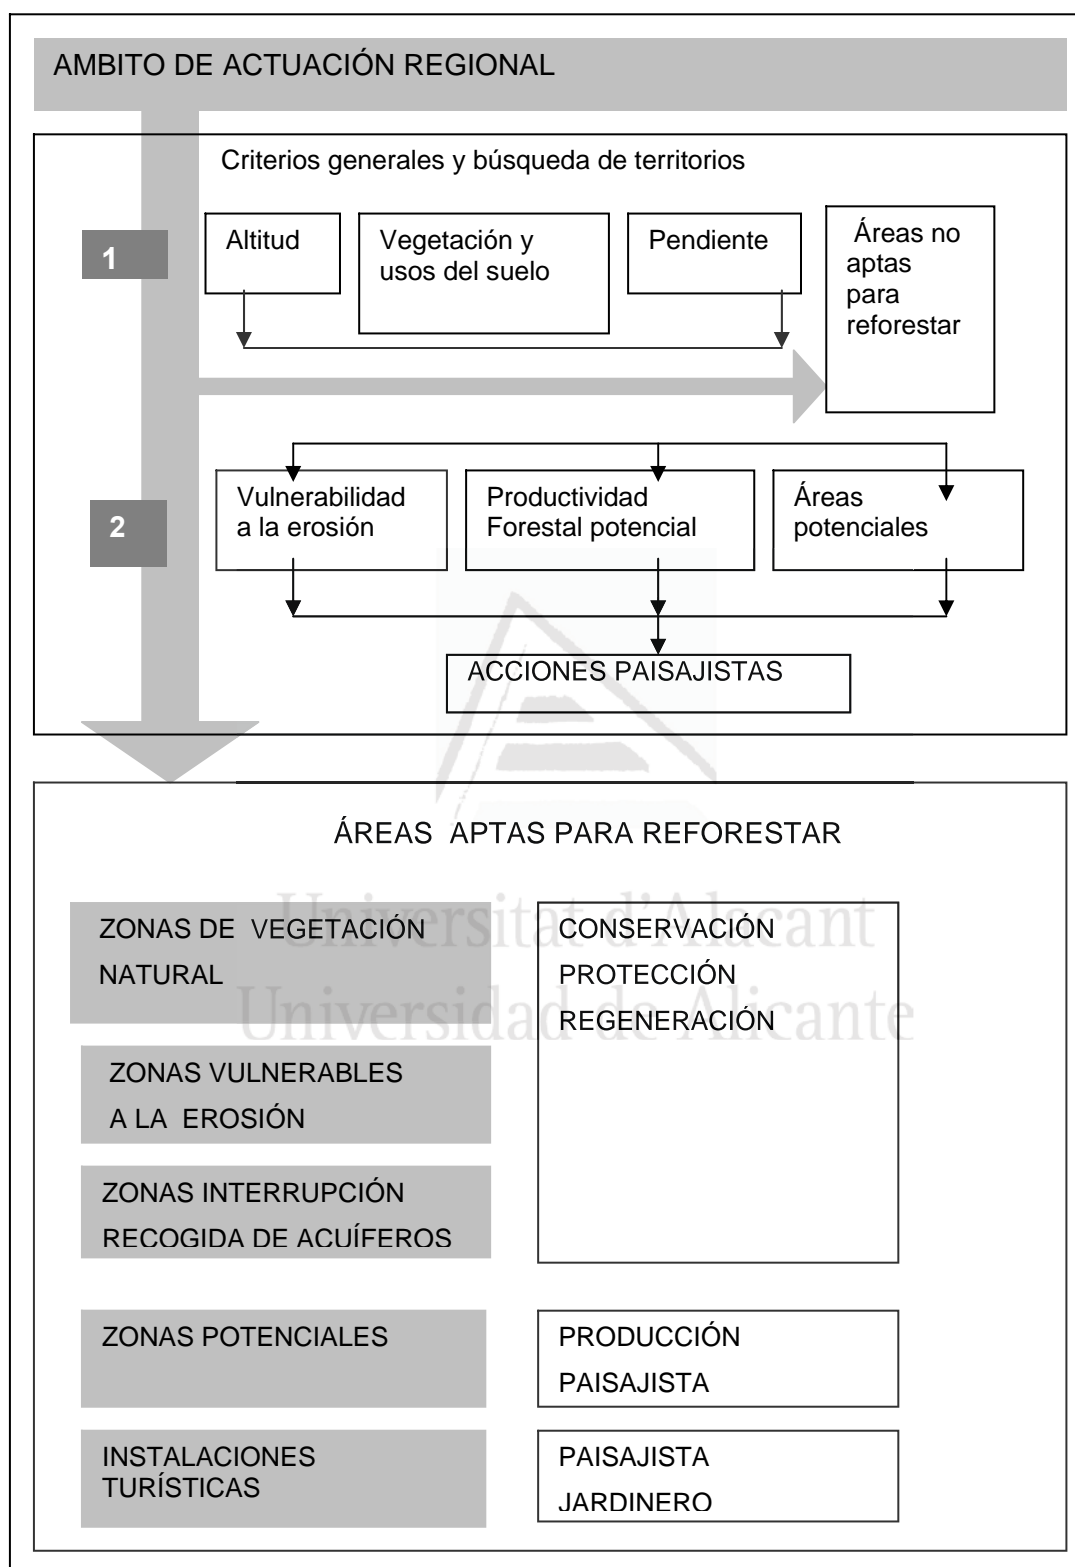 AMBITO DE ACTUACIÓN REGIONAL
Criterios generales y búsqueda de territorios
1
Altitud
Vegetación y
usos del suelo
Pendiente
Áreas no
aptas
para
reforestar
2
Vulnerabilidad
a la erosión
Productividad
Forestal potencial
Áreas
potenciales
ACCIONES PAISAJISTAS
ÁREAS APTAS PARA REFORESTAR
ZONAS DE VEGETACIÓN
NATURAL
CONSERVACIÓN
PROTECCIÓN
REGENERACIÓN
Universitat d'Alacant
Universidad de Alicante
ZONAS VULNERABLES
A LA EROSIÓN
ZONAS INTERRUPCIÓN
RECOGIDA DE ACUÍFEROS
ZONAS POTENCIALES
PRODUCCIÓN
PAISAJISTA
INSTALACIONES
TURÍSTICAS
PAISAJISTA
JARDINERO